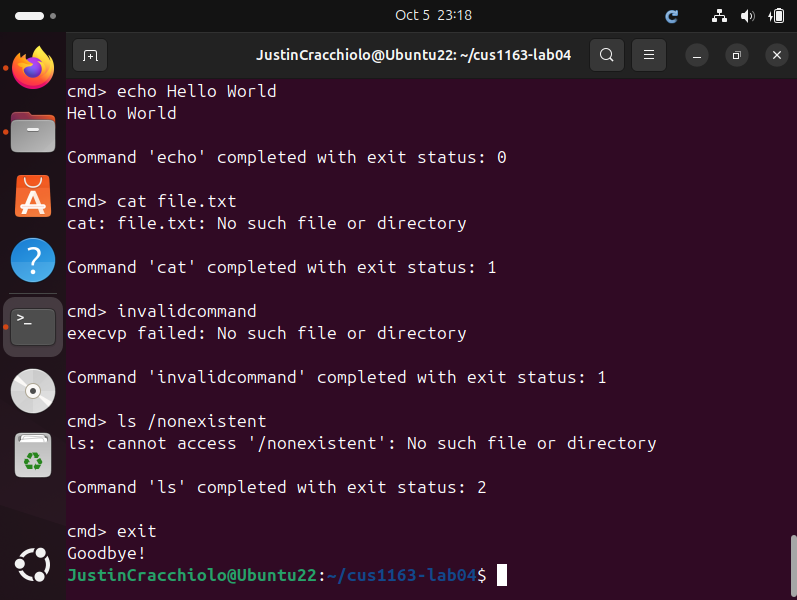 Oct 5  23:18
JustinCracchiolo@Ubuntu22: ~/cus1163-lab04
cmd> echo Hello World
Hello World
Command 'echo' completed with exit status: 0
cmd> cat file.txt
cat: file.txt: No such file or directory
Command 'cat' completed with exit status: 1
cmd> invalidcommand
execvp failed: No such file or directory
Command 'invalidcommand' completed with exit status: 1
cmd> ls /nonexistent
ls: cannot access '/nonexistent': No such file or directory
Command 'ls' completed with exit status: 2
cmd> exit
Goodbye!
JustinCracchiolo@Ubuntu22:~/cus1163-lab04$